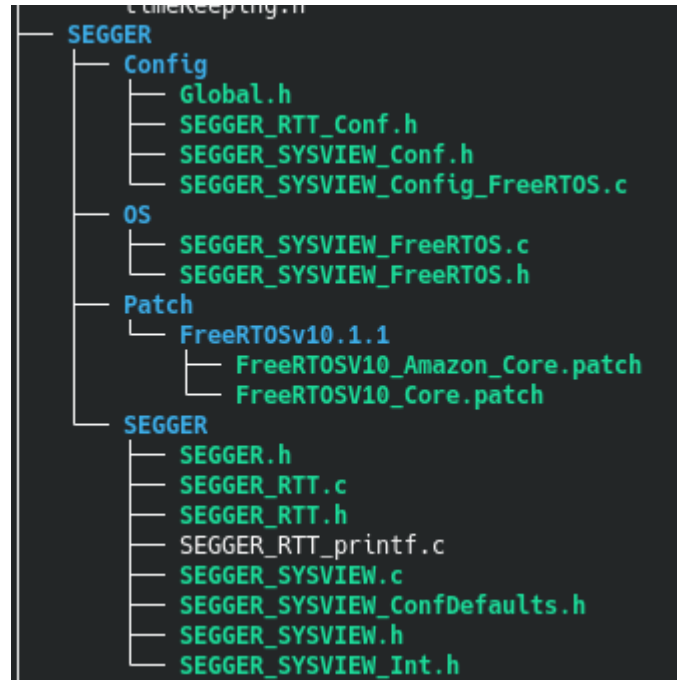 timeKeeping.h
SEGGER
Config
Global.h
SEGGER_RTT_Conf.h
SEGGER_SYSVIEW_Conf.h
SEGGER_SYSVIEW_Config_FreeRTOS.c
OS
SEGGER_SYSVIEW_FreeRTOS.c
SEGGER_SYSVIEW_FreeRTOS.h
Patch
FreeRTOSv10.1.1
FreeRTOSV10_Amazon_Core.patch
FreeRTOSV10_Core.patch
SEGGER
SEGGER.h
SEGGER_RTT.c
SEGGER_RTT.h
SEGGER_RTT_printf.c
SEGGER_SYSVIEW.c
SEGGER_SYSVIEW_ConfDefaults.h
SEGGER_SYSVIEW.h
SEGGER_SYSVIEW_Int.h